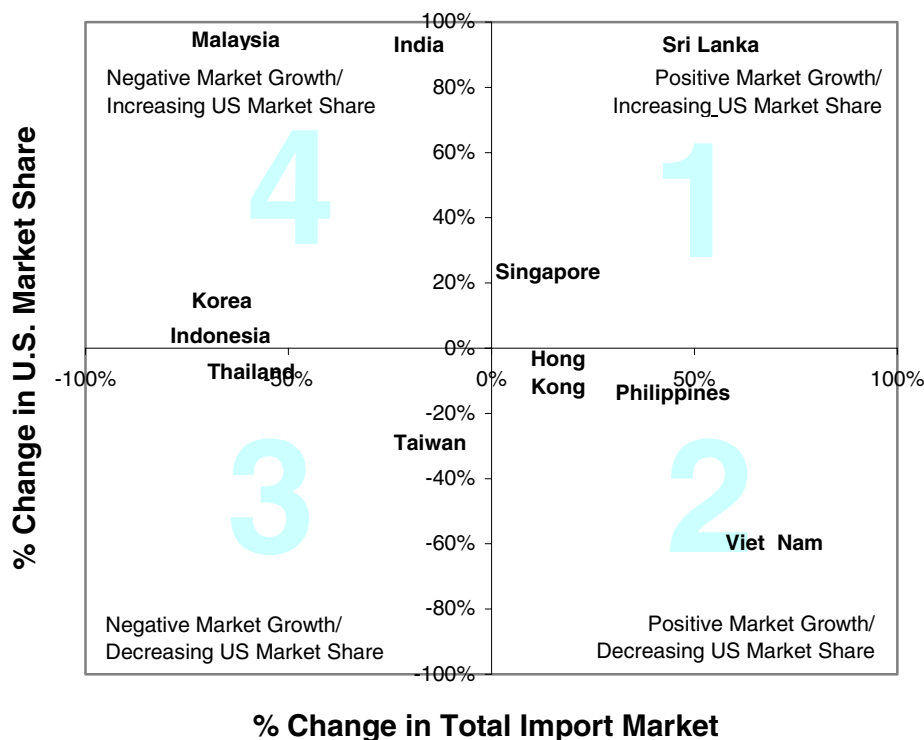 100%
Malaysia
India
Sri Lanka
Negative Market Growth/
Increasing US Market Share
Positive Market Growth/
Increasing US Market Share
80%
60%
4
1
40%
20%
Singapore
Korea
Indonesia
0%
Thailand
-100%
-50%
0%
50%
100%
Hong
Kong
Philippines
-20%
Taiwan
-40%
3
2
-60%
Viet Nam
-80%
Negative Market Growth/
Decreasing US Market Share
Positive Market Growth/
Decreasing US Market Share
-100%
% Change in U.S. Market Share
% Change in Total Import Market